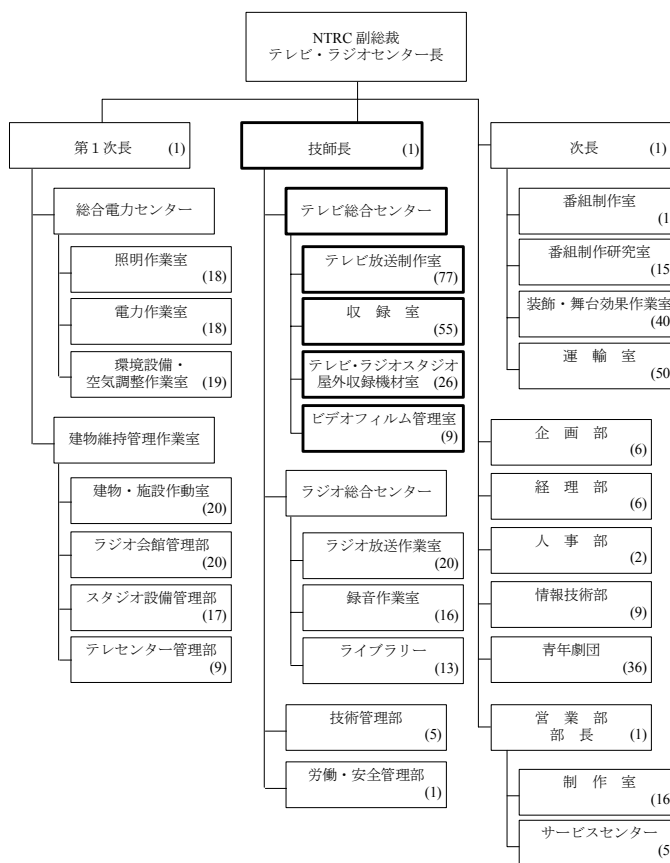 NTRC 副総裁
テレビ・ラジオセンター長
第1次長 (1)
総合電力センター
照明作業室
(18)
電力作業室
(18)
環境設備・
空気調整作業室 (19)
建物維持管理作業室
建物・施設作動室
(20)
ラジオ会館管理部
(20)
スタジオ設備管理部
(17)
テレセンター管理部
(9)
技師長 (1)
テレビ総合センター
テレビ放送制作室
(77)
収 録 室
(55)
テレビ・ラジオスタジオ
屋外収録機材室 (26)
ビデオフィルム管理室
(9)
ラジオ総合センター
ラジオ放送作業室
(20)
録音作業室
(16)
ライブラリー
(13)
技術管理部
(5)
労働・安全管理部
(1)
次長 (1)
番組制作室
(1
番組制作研究室
(15
装飾・舞台効果作業室
(40
運 輸 室
(50
企 画 部
(6)
経 理 部
(6)
人 事 部
(2)
情報技術部
(9)
青年劇団
(36)
営 業 部
部 長 (1)
制 作 室
(16
サービスセンター
(5